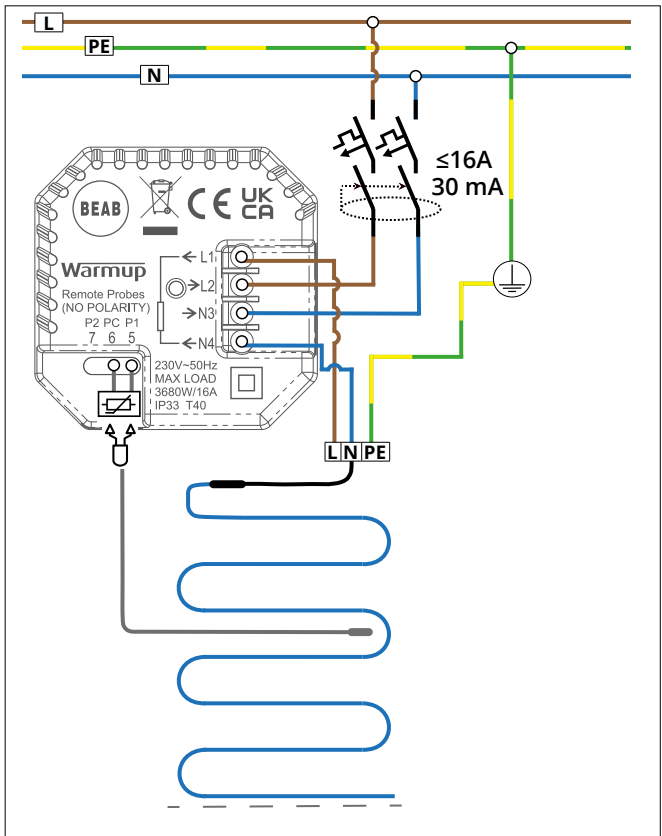 L
PE
N
≤16A
30 mA
BEAB
CE
UK
CA
Warmup
L1
L2
N3
N4
Remote Probes
(NO POLARITY)
P2 PC P1
7 6 5
230V~50Hz
MAX LOAD
3680W/16A
IP33 T40
L N PE